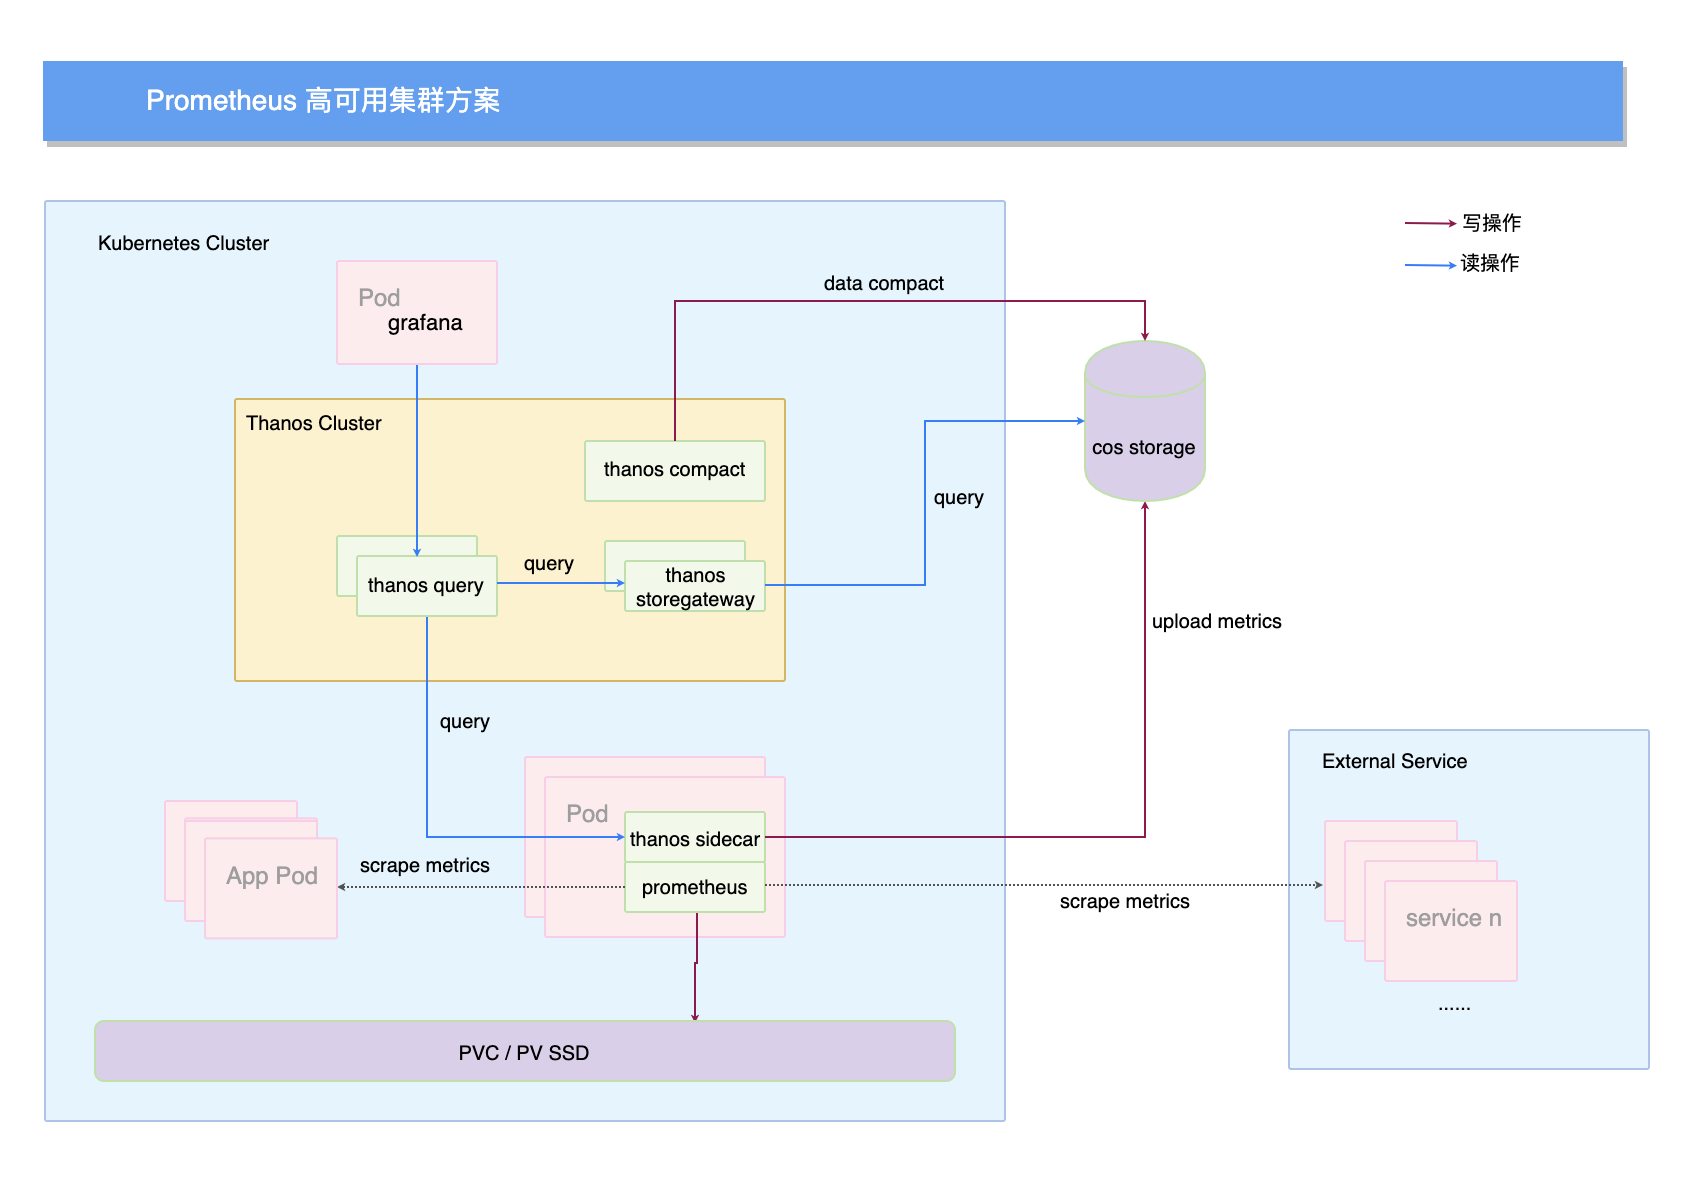 Prometheus 高可用集群方案
Kubernetes Cluster
写操作
读操作
Pod
grafana
data compact
Thanos Cluster
thanos compact
cos storage
query
thanos query
query
thanos
storegateway
upload metrics
query
External Service
Pod
thanos sidecar
App Pod
scrape metrics
prometheus
scrape metrics
service n
......
PVC / PV SSD